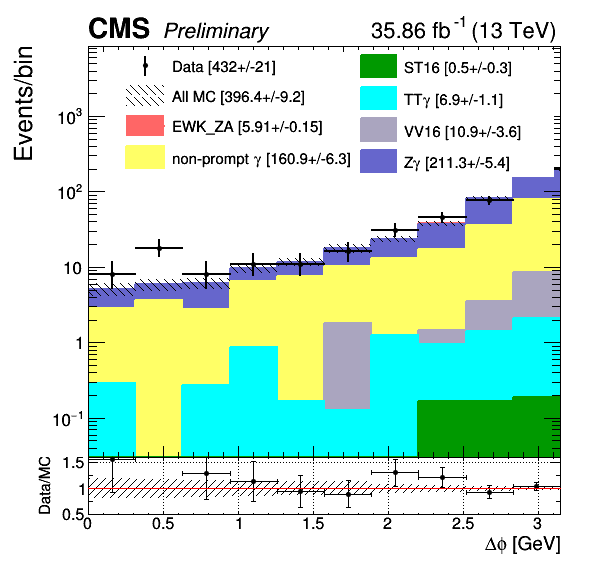 CMS Preliminary 35.86 fb⁻¹ (13 TeV)
Events/bin
Data [432+/-21]
All MC [396.4+/-9.2]
EWK_ZA [5.91+/-0.15]
non-prompt γ [160.9+/-6.3]
ST16 [0.5+/-0.3]
TTγ [6.9+/-1.1]
VV16 [10.9+/-3.6]
Zγ [211.3+/-5.4]
10³
10²
10
1
10⁻¹
Data/MC
1.5
1
0.5
0 0.5 1 1.5 2 2.5 3
Δϕ [GeV]